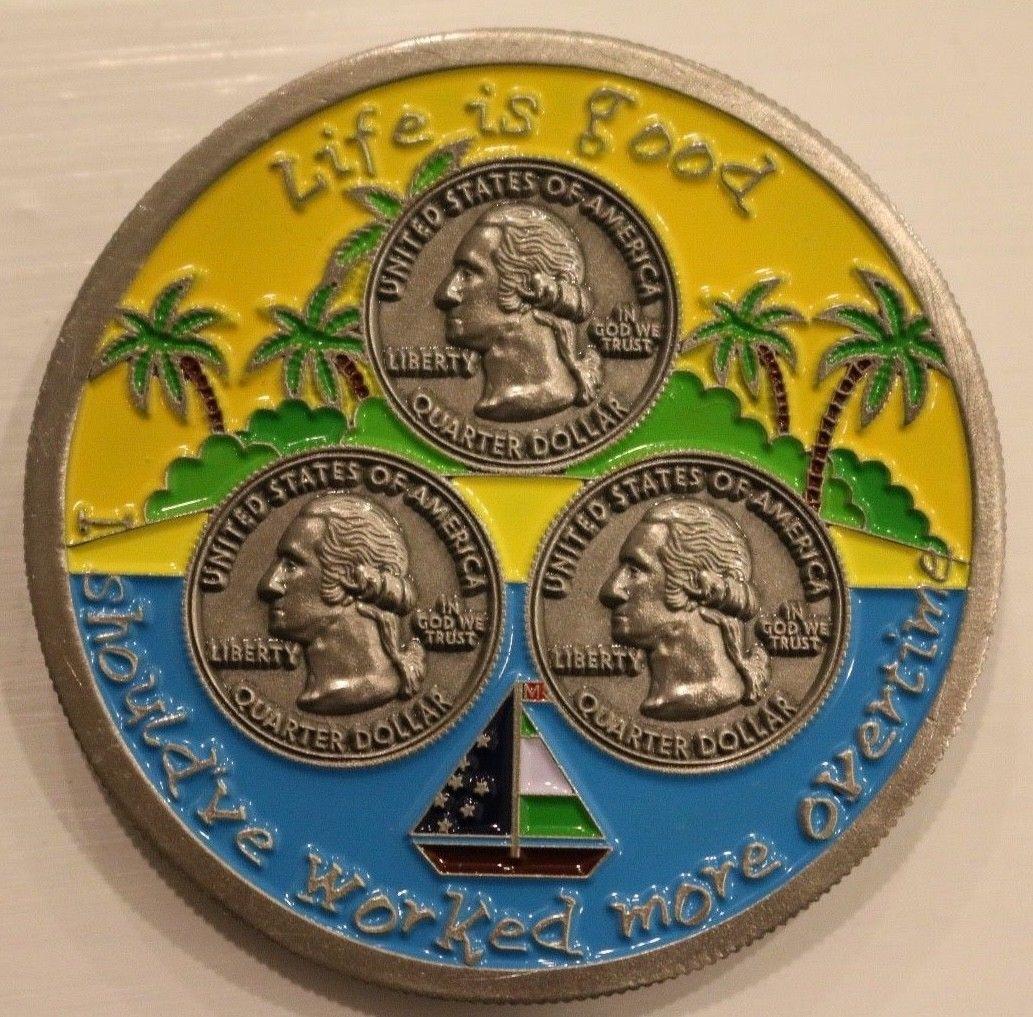 Life is good
UNITED STATES OF AMERICA
LIBERTY
IN
GOD WE
TRUST
QUARTER DOLLAR
UNITED STATES OF AMERICA
LIBERTY
IN
GOD WE
TRUST
QUARTER DOLLAR
UNITED STATES OF AMERICA
LIBERTY
IN
GOD WE
TRUST
QUARTER DOLLAR
I should've worked more overtime